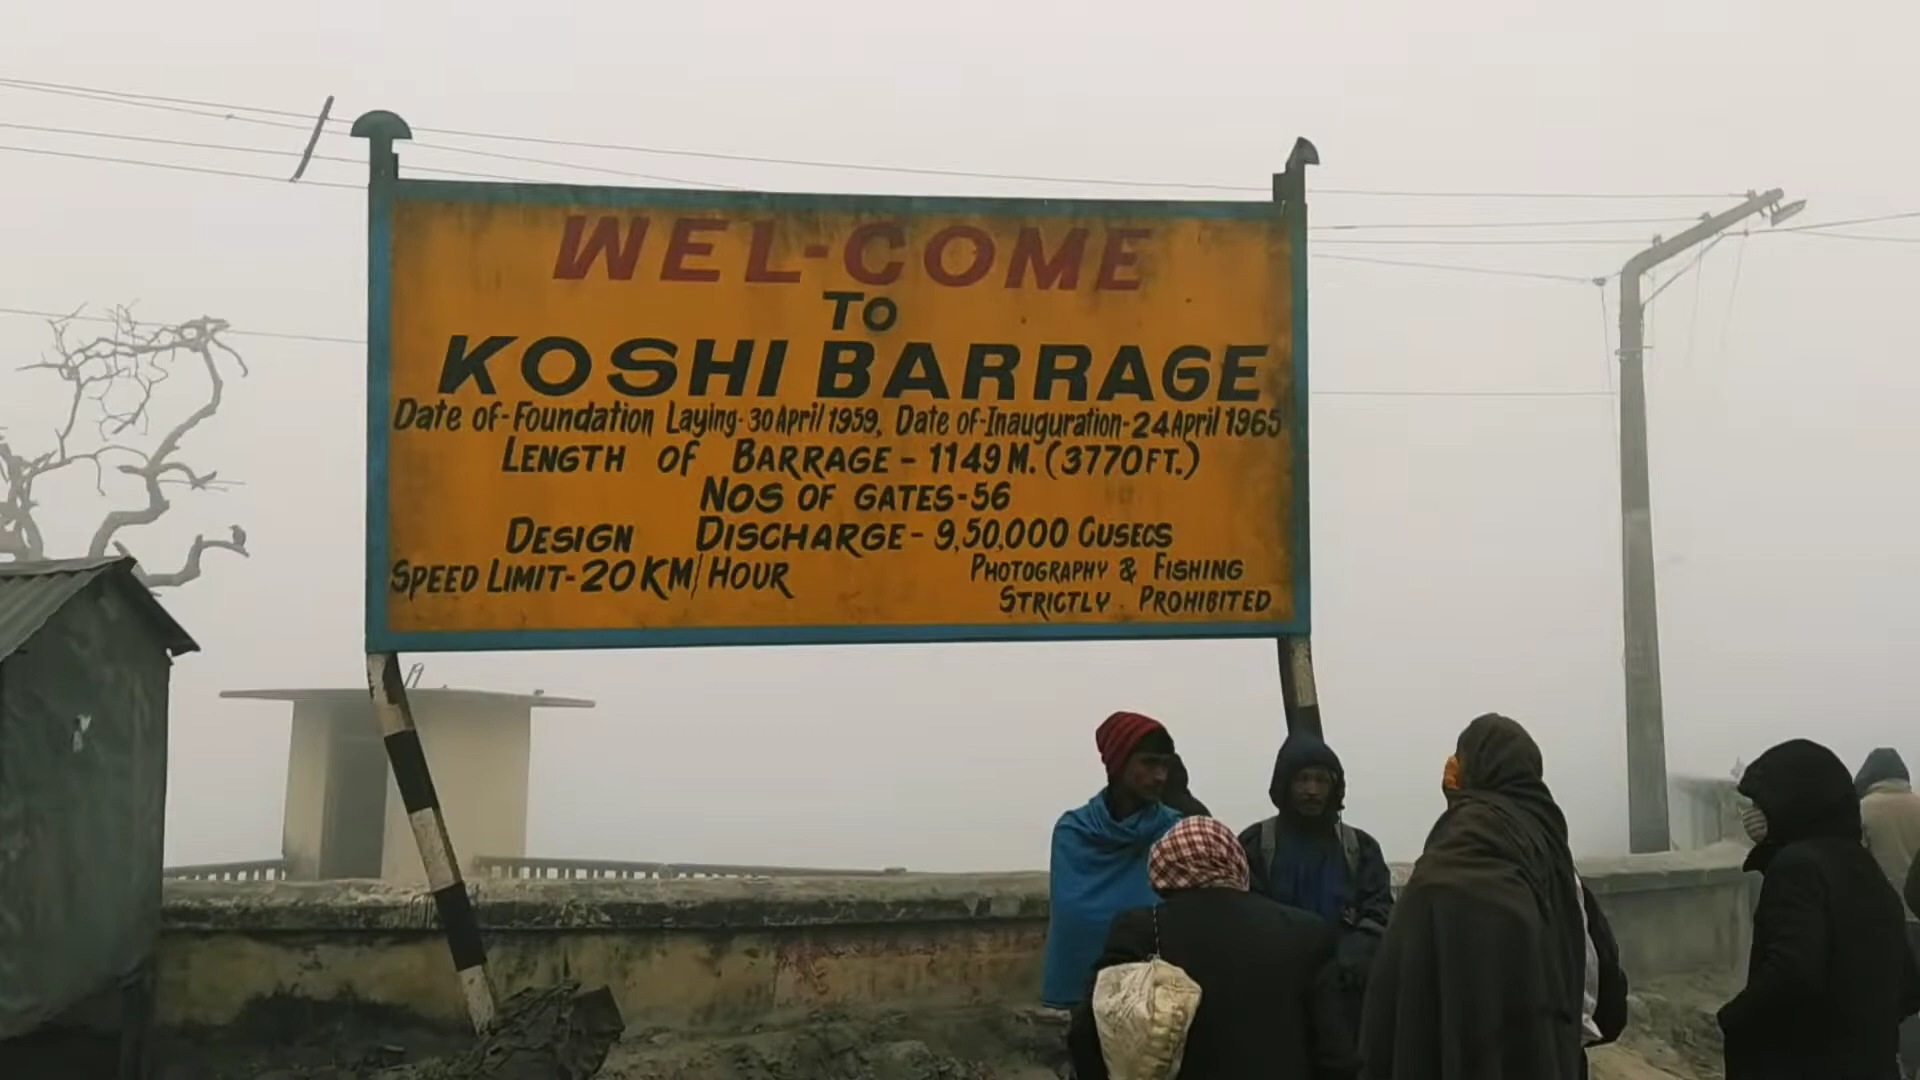 WEL-COME
TO
KOSHI BARRAGE
Date of-Foundation Laying-30 April 1959, Date of-Inauguration-24 April 1965
LENGTH OF BARRAGE - 1149 M. (3770 FT.)
NOS OF GATES-56
DESIGN DISCHARGE - 9,50,000 CUSECS
SPEED LIMIT-20 KM/HOUR
PHOTOGRAPHY & FISHING
STRICTLY PROHIBITED